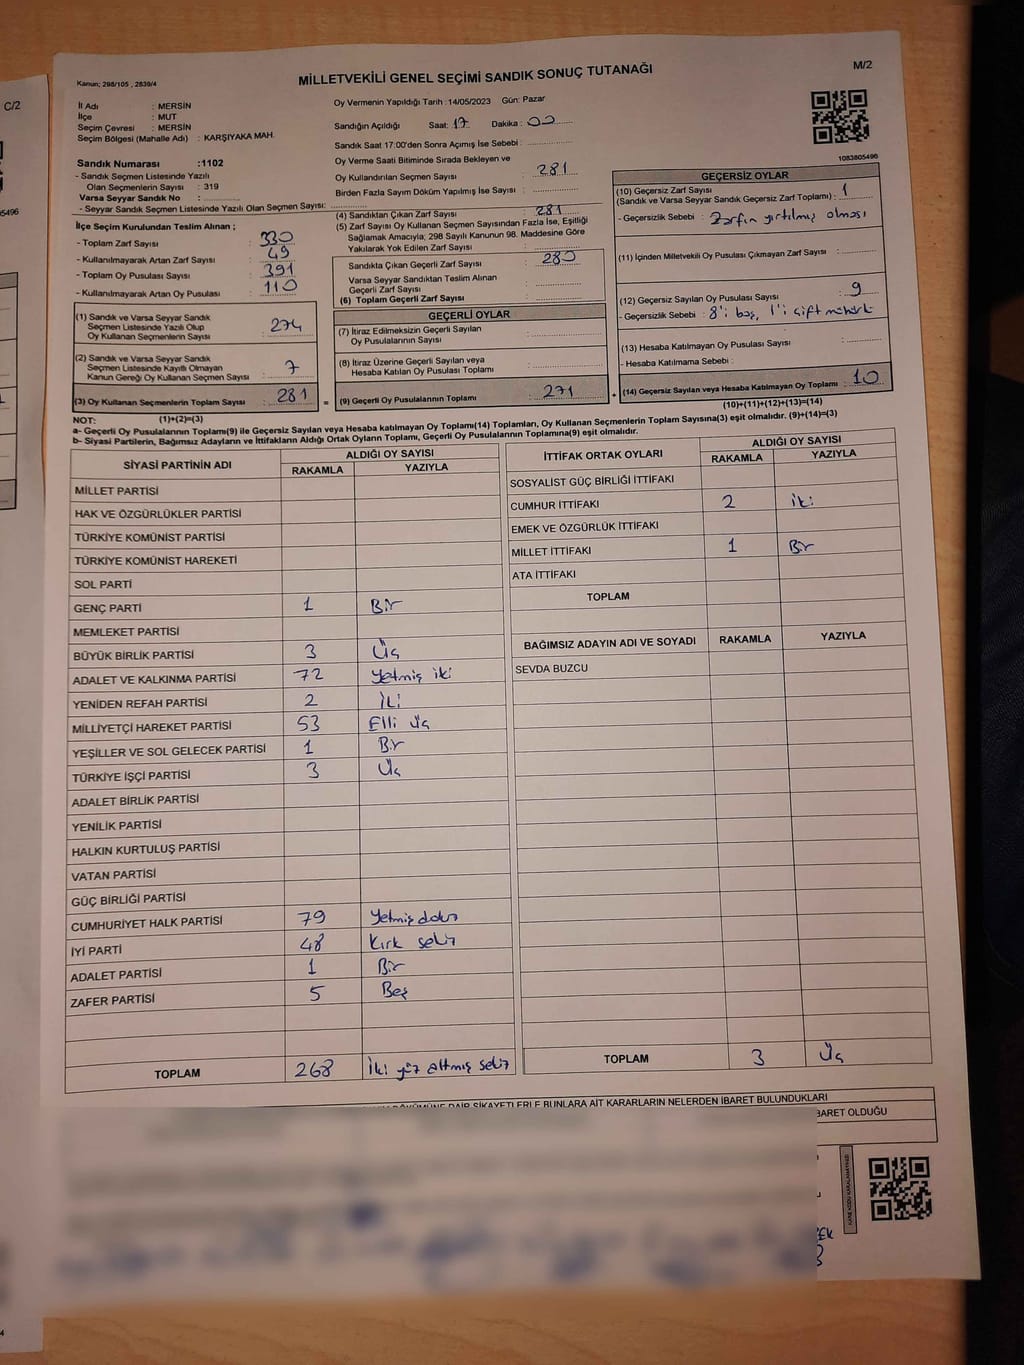 C/2
Kanun; 298/105 , 2839/4
MİLLETVEKİLİ GENEL SEÇİMİ SANDIK SONUÇ TUTANAĞI
M/2
İl Adı : MERSİN
İlçe : MUT
Seçim Çevresi : MERSİN
Seçim Bölgesi (Mahalle Adı) : KARŞIYAKA MAH.
Sandık Numarası :1102
- Sandık Seçmen Listesinde Yazılı
Olan Seçmenlerin Sayısı : 319
Varsa Seyyar Sandık No :
- Seyyar Sandık Seçmen Listesinde Yazılı Olan Seçmen Sayısı:
İlçe Seçim Kurulundan Teslim Alınan ;
- Toplam Zarf Sayısı : 330
- Kullanılmayarak Artan Zarf Sayısı : 49
- Toplam Oy Pusulası Sayısı : 391
- Kullanılmayarak Artan Oy Pusulası : 110
(1) Sandık ve Varsa Seyyar Sandık
Seçmen Listesinde Yazılı Olup
Oy Kullanan Seçmenlerin Sayısı : 274
(2) Sandık ve Varsa Seyyar Sandık
Seçmen Listesinde Kayıtlı Olmayan
Kanun Gereği Oy Kullanan Seçmen Sayısı : 7
(3) Oy Kullanan Seçmenlerin Toplam Sayısı : 281
Oy Vermenin Yapıldığı Tarih : 14/05/2023 Gün: Pazar
Sandığın Açıldığı Saat: 17 Dakika : 00
Sandık Saat 17:00'den Sonra Açımış İse Sebebi :
Oy Verme Saati Bitiminde Sırada Bekleyen ve
Oy Kullandırılan Seçmen Sayısı : 281
Birden Fazla Sayım Döküm Yapılmış İse Sayısı :
(4) Sandıktan Çıkan Zarf Sayısı : 281
(5) Zarf Sayısı Oy Kullanan Seçmen Sayısından Fazla İse, Eşitliği
Sağlamak Amacıyla; 298 Sayılı Kanunun 98. Maddesine Göre
Yakılarak Yok Edilen Zarf Sayısı :
Sandıkta Çıkan Geçerli Zarf Sayısı : 280
Varsa Seyyar Sandıktan Teslim Alınan
Geçerli Zarf Sayısı :
(6) Toplam Geçerli Zarf Sayısı :
GEÇERLİ OYLAR
(7) İtiraz Edilmeksizin Geçerli Sayılan
Oy Pusulalarının Sayısı :
(8) İtiraz Üzerine Geçerli Sayılan veya
Hesaba Katılan Oy Pusulası Toplamı :
= (9) Geçerli Oy Pusulalarının Toplamı : 271 +
1083805496
GEÇERSİZ OYLAR
(10) Geçersiz Zarf Sayısı : 1
(Sandık ve Varsa Seyyar Sandık Geçersiz Zarf Toplamı)
- Geçersizlik Sebebi : Zarfın yırtılmış olması
(11) İçinden Milletvekili Oy Pusulası Çıkmayan Zarf Sayısı
(12) Geçersiz Sayılan Oy Pusulası Sayısı : 9
- Geçersizlik Sebebi : 8'i boş, 1'i çift mühürlü
(13) Hesaba Katılmayan Oy Pusulası Sayısı :
- Hesaba Katılmama Sebebi :
(14) Geçersiz Sayılan veya Hesaba Katılmayan Oy Toplamı : 10
(10)+(11)+(12)+(13)=(14)
NOT: (1)+(2)=(3)
a- Geçerli Oy Pusulalarının Toplamı(9) ile Geçersiz Sayılan veya Hesaba katılmayan Oy Toplamı(14) Toplamları, Oy Kullanan Seçmenlerin Toplam Sayısına(3) eşit olmalıdır. (9)+(14)=(3)
b- Siyasi Partilerin, Bağımsız Adayların ve İttifakların Aldığı Ortak Oyların Toplamı, Geçerli Oy Pusulalarının Toplamına(9) eşit olmalıdır.
SİYASİ PARTİNİN ADI ALDIĞI OY SAYISI
RAKAMLA YAZIYLA
MİLLET PARTİSİ
HAK VE ÖZGÜRLÜKLER PARTİSİ
TÜRKİYE KOMÜNİST PARTİSİ
TÜRKİYE KOMÜNİST HAREKETİ
SOL PARTİ
GENÇ PARTİ 1 Bir
MEMLEKET PARTİSİ
BÜYÜK BİRLİK PARTİSİ 3 Üç
ADALET VE KALKINMA PARTİSİ 72 Yetmiş iki
YENİDEN REFAH PARTİSİ 2 İki
MİLLİYETÇİ HAREKET PARTİSİ 53 Elli üç
YEŞİLLER VE SOL GELECEK PARTİSİ 1 Bir
TÜRKİYE İŞÇİ PARTİSİ 3 Üç
ADALET BİRLİK PARTİSİ
YENİLİK PARTİSİ
HALKIN KURTULUŞ PARTİSİ
VATAN PARTİSİ
GÜÇ BİRLİĞİ PARTİSİ
CUMHURİYET HALK PARTİSİ 79 Yetmiş dokuz
İYİ PARTİ 48 Kırk sekiz
ADALET PARTİSİ 1 Bir
ZAFER PARTİSİ 5 Beş
TOPLAM 268 İki yüz altmış sekiz
İTTİFAK ORTAK OYLARI ALDIĞI OY SAYISI
RAKAMLA YAZIYLA
SOSYALİST GÜÇ BİRLİĞİ İTTİFAKI
CUMHUR İTTİFAKI 2 iki
EMEK VE ÖZGÜRLÜK İTTİFAKI
MİLLET İTTİFAKI 1 Bir
ATA İTTİFAKI
TOPLAM
BAĞIMSIZ ADAYIN ADI VE SOYADI RAKAMLA YAZIYLA
SEVDA BUZCU
TOPLAM 3 Üç
DÖKÜMÜNE DAİR ŞİKAYETLERLE BUNLARA AİT KARARLARIN NELERDEN İBARET BULUNDUKLARI
BARET OLDUĞU